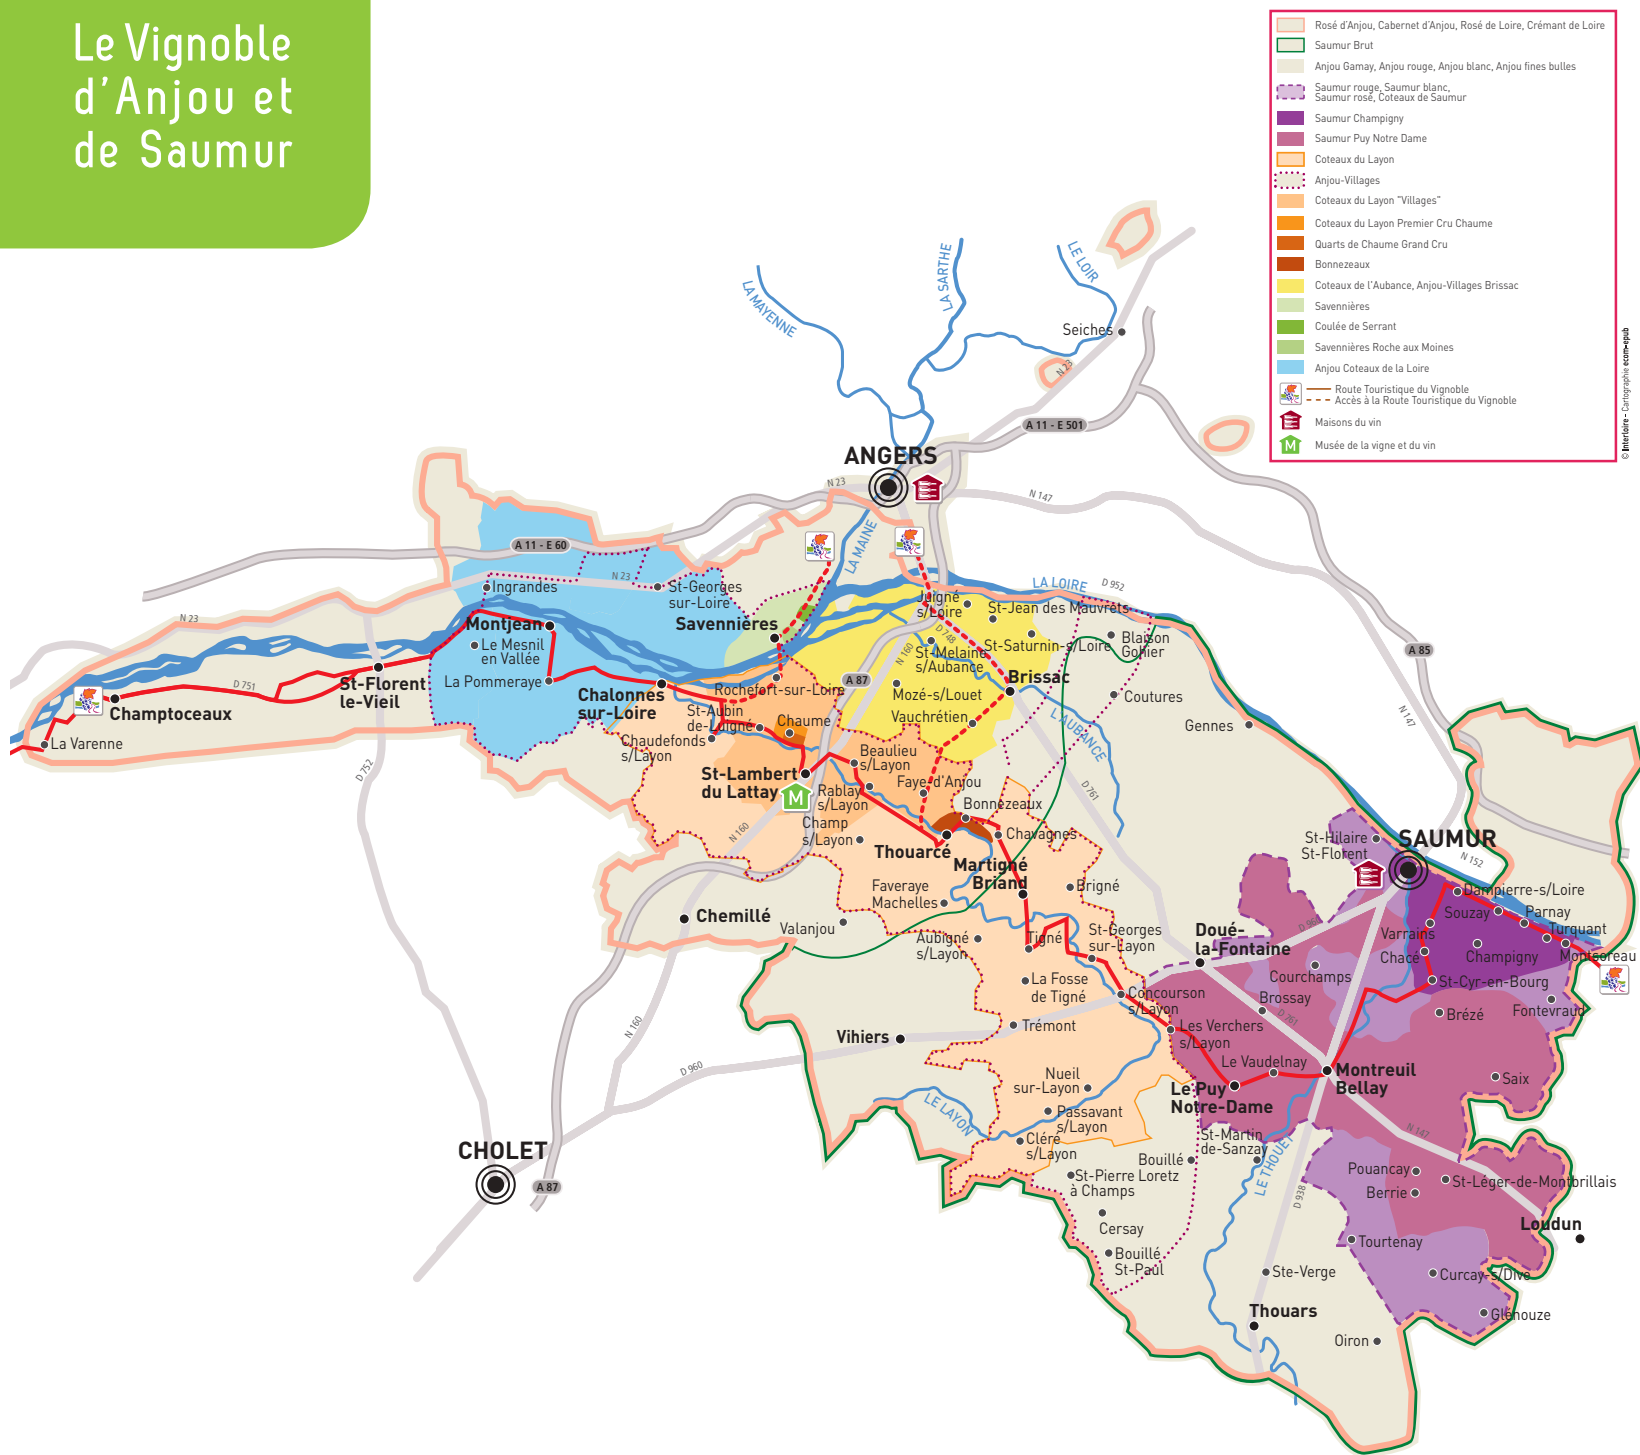 Le Vignoble
d'Anjou et
de Saumur
Rosé d'Anjou, Cabernet d'Anjou, Rosé de Loire, Crémant de Loire
Saumur Brut
Anjou Gamay, Anjou rouge, Anjou blanc, Anjou fines bulles
Saumur rouge, Saumur blanc,
Saumur rosé, Coteaux de Saumur
Saumur Champigny
Saumur Puy Notre Dame
Coteaux du Layon
Anjou-Villages
Coteaux du Layon "Villages"
Coteaux du Layon Premier Cru Chaume
Quarts de Chaume Grand Cru
Bonnezeaux
Coteaux de l'Aubance, Anjou-Villages Brissac
Savennières
Coulée de Serrant
Savennières Roche aux Moines
Anjou Coteaux de la Loire
Route Touristique du Vignoble
Accès à la Route Touristique du Vignoble
Maisons du vin
M
Musée de la vigne et du vin
© Interloire - Cartographie ecom•epub
LA MAYENNE
LA SARTHE
LE LOIR
Seiches
N 23
A 11 - E 501
ANGERS
N 23
N 147
A 11 - E 60
LA MAINE
N 23
LA LOIRE
D 952
Ingrandes
St-Georges
sur-Loire
Juigné
s/Loire
St-Jean des Mauvrets
N 23
Montjean
Savennières
D 748
Blaison
Gohier
Le Mesnil
en Vallée
St-Melaine
s/Aubance
St-Saturnin-s/Loire
N 160
A 85
St-Florent
le-Vieil
La Pommeraye
A 87
Brissac
D 751
Chalonnes
sur-Loire
Rochefort-sur-Loire
Mozé-s/Louet
Coutures
Champtoceaux
St-Aubin
de-Luigné
Chaume
Vauchrétien
L'AUBANCE
Gennes
N 147
La Varenne
Chaudefonds
s/Layon
Beaulieu
s/Layon
D 752
St-Lambert
du Lattay
M
Rablay
s/Layon
Faye-d'Anjou
D 761
N 160
Champ
s/Layon
Bonnezeaux
Chavagnes
St-Hilaire
St-Florent
SAUMUR
N 152
Thouarcé
Martigné
Briand
Faveraye
Machelles
Brigné
Dampierre-s/Loire
Chemillé
Valanjou
Souzay
Parnay
D 960
Turquant
Aubigné
s/Layon
Tigné
St-Georges
sur-Layon
Doué-
la-Fontaine
Varrains
Chacé
Champigny
Montsoreau
La Fosse
de Tigné
Courchamps
St-Cyr-en-Bourg
Concourson
s/Layon
Brossay
Fontevraud
D 761
Brézé
N 160
Vihiers
Trémont
Les Verchers
s/Layon
D 960
Le Vaudelnay
Montreuil
Bellay
Nueil
sur-Layon
Saix
Le Puy
Notre-Dame
LE LAYON
Passavant
s/Layon
CHOLET
Cléré
s/Layon
St-Martin
de-Sanzay
N 147
A 87
Bouillé
Loretz
LE THOUET
Pouancay
Berrie
St-Léger-de-Montbrillais
St-Pierre
à Champs
D 938
Loudun
Cersay
Tourtenay
Bouillé
St-Paul
Ste-Verge
Curcay-s/Dive
Thouars
Glénouze
Oiron